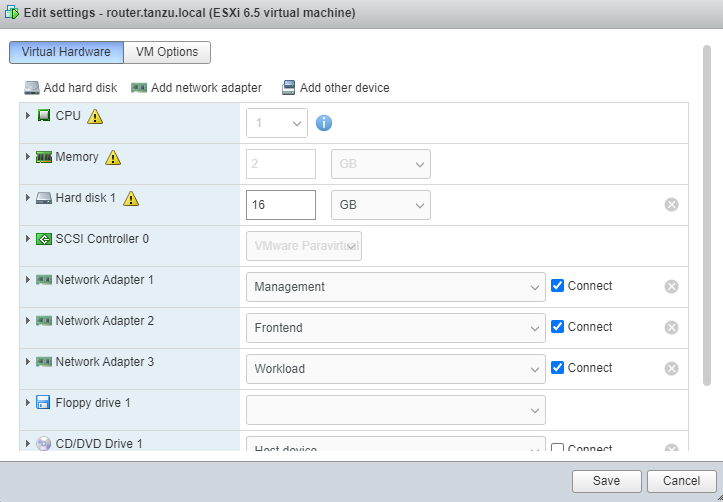 Edit settings - router.tanzu.local (ESXi 6.5 virtual machine)
Virtual Hardware VM Options
Add hard disk Add network adapter Add other device
CPU 1
Memory 2 GB
Hard disk 1 16 GB
SCSI Controller 0 VMware Paravirtual
Network Adapter 1 Management Connect
Network Adapter 2 Frontend Connect
Network Adapter 3 Workload Connect
Floppy drive 1
CD/DVD Drive 1 Host device Connect
Save Cancel